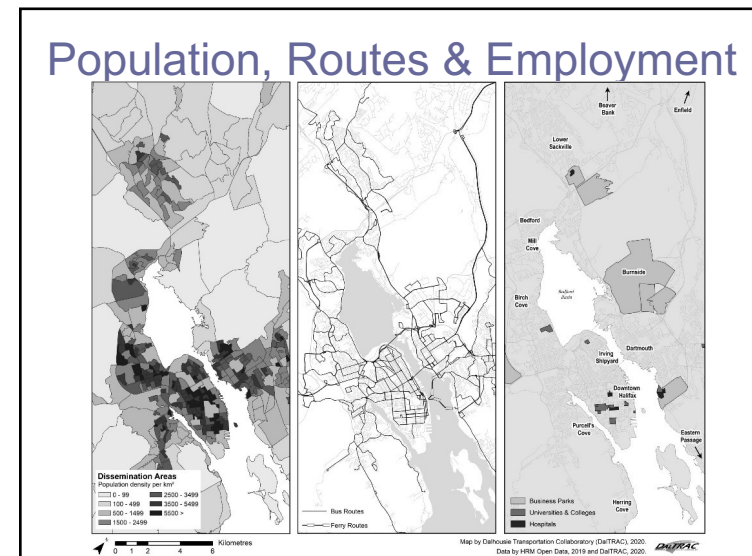 Population, Routes & Employment
Dissemination Areas
Population density per km²
0 - 99
100 - 499
500 - 1499
1500 - 2499
2500 - 3499
3500 - 5499
5500 >
0 1 2 4 6 Kilometres
Bus Routes
Ferry Routes
Beaver
Bank
Enfield
Lower
Sackville
Bedford
Mill
Cove
Burnside
Birch
Cove
Bedford
Basin
Irving
Shipyard
Dartmouth
Downtown
Halifax
Purcell's
Cove
Eastern
Passage
Herring
Cove
Business Parks
Universities & Colleges
Hospitals
Map by Dalhousie Transportation Collaboratory (DalTRAC), 2020.
Data by HRM Open Data, 2019 and DalTRAC, 2020.
DALTRAC